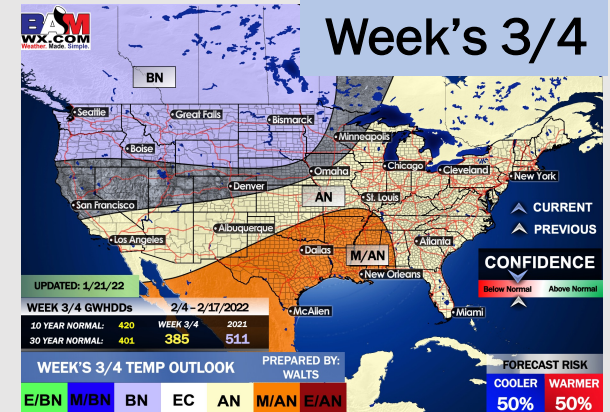 BAM
WX.COM
Weather. Made. Simple.
Week's 3/4
BN
Seattle
Great Falls
Bismarck
Minneapolis
Boise
Chicago
Cleveland
New York
Omaha
Denver
AN
St. Louis
San Francisco
CURRENT
PREVIOUS
Los Angeles
Albuquerque
Atlanta
Dallas
M/AN
New Orleans
CONFIDENCE
Below Normal
Above Normal
McAllen
Miami
UPDATED: 1/21/22
WEEK 3/4 GWHDDs 2/4 – 2/17/2022
10 YEAR NORMAL: 420 WEEK 3/4 2021
30 YEAR NORMAL: 401 385 511
WEEK'S 3/4 TEMP OUTLOOK
PREPARED BY:
WALTS
E/BN M/BN BN EC AN M/AN E/AN
FORECAST RISK
COOLER WARMER
50% 50%